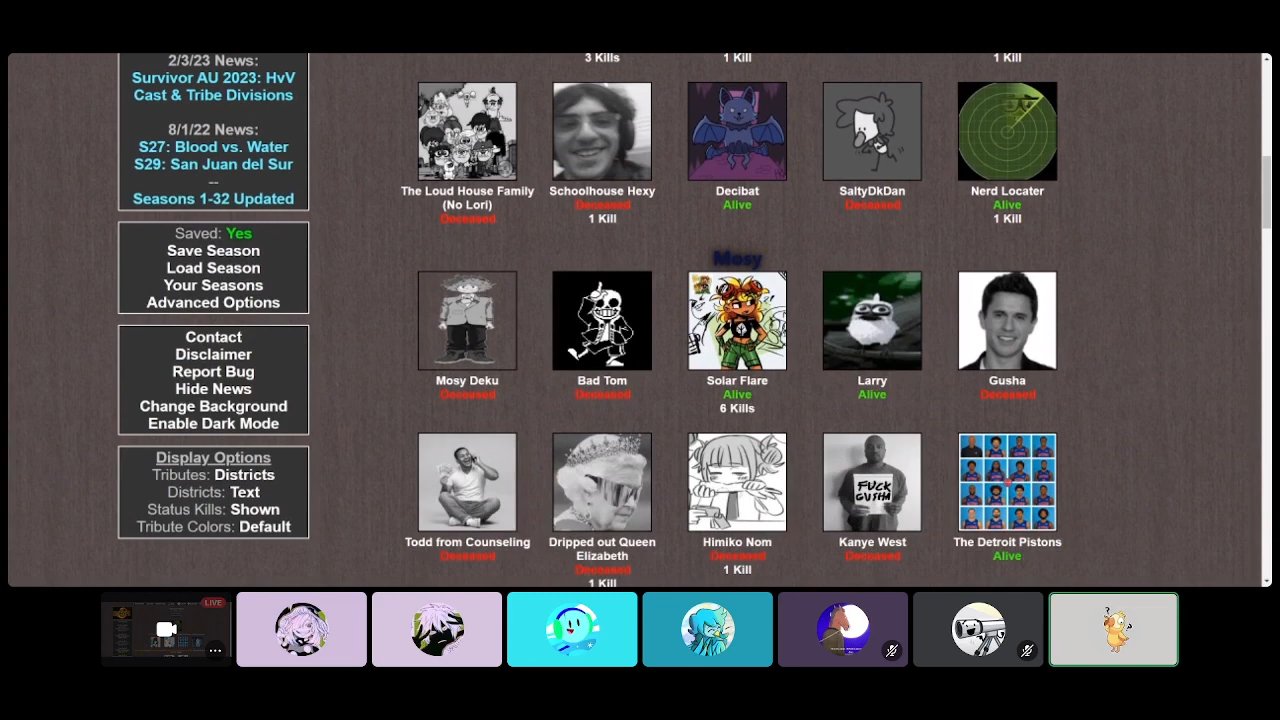 2/3/23 News:
Survivor AU 2023: HvV
Cast & Tribe Divisions
8/1/22 News:
S27: Blood vs. Water
S29: San Juan del Sur
--
Seasons 1-32 Updated
Saved: Yes
Save Season
Load Season
Your Seasons
Advanced Options
Contact
Disclaimer
Report Bug
Hide News
Change Background
Enable Dark Mode
Display Options
Tributes: Districts
Districts: Text
Status Kills: Shown
Tribute Colors: Default
3 Kills
1 Kill
1 Kill
The Loud House Family
(No Lori)
Deceased
Schoolhouse Hexy
Deceased
1 Kill
Decibat
Alive
SaltyDkDan
Deceased
Nerd Locater
Alive
1 Kill
Mosy
Mosy Deku
Deceased
Bad Tom
Deceased
Solar Flare
Alive
6 Kills
Larry
Alive
Gusha
Deceased
FUCK
GUSHA
Todd from Counseling
Deceased
Dripped out Queen
Elizabeth
Deceased
1 Kill
Himiko Nom
Deceased
1 Kill
Kanye West
Deceased
The Detroit Pistons
Alive
LIVE